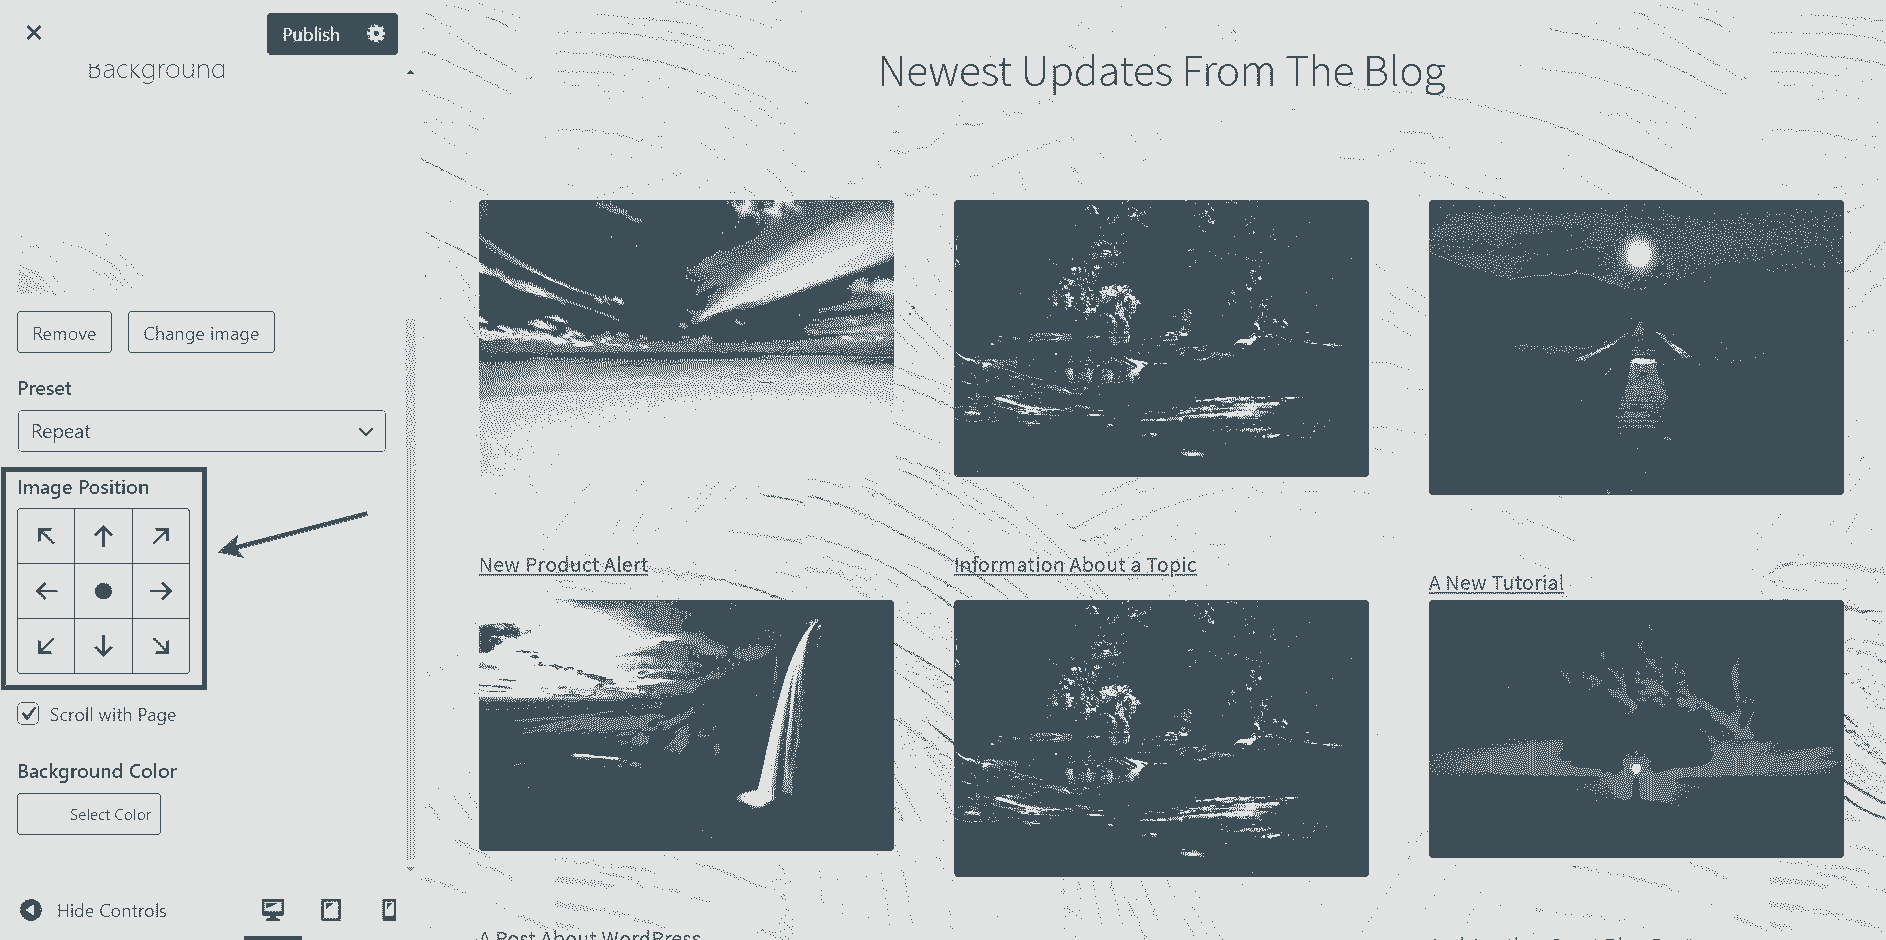 Publish
Background
Remove
Change image
Preset
Repeat
Image Position
Scroll with Page
Background Color
Select Color
Hide Controls
Newest Updates From The Blog
New Product Alert
Information About a Topic
A New Tutorial
A Post About WordPress